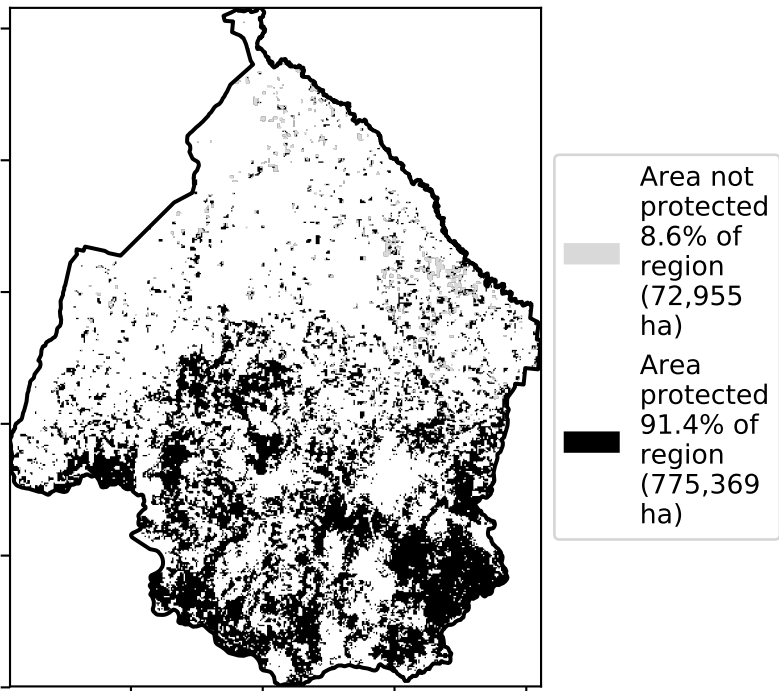 Area not
protected
8.6% of
region
(72,955
ha)
Area
protected
91.4% of
region
(775,369
ha)